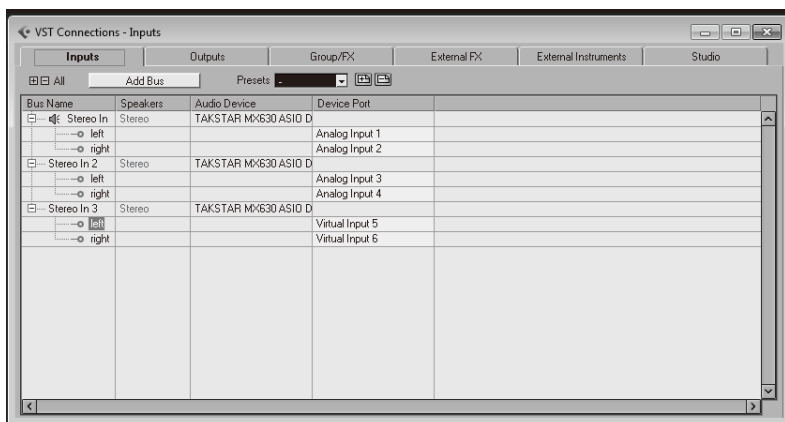 VST Connections - Inputs
Inputs Outputs Group/FX External FX External Instruments Studio
All Add Bus Presets -
Bus Name Speakers Audio Device Device Port
Stereo In Stereo TAKSTAR MX630 ASIO D
left Analog Input 1
right Analog Input 2
Stereo In 2 Stereo TAKSTAR MX630 ASIO D
left Analog Input 3
right Analog Input 4
Stereo In 3 Stereo TAKSTAR MX630 ASIO D
left Virtual Input 5
right Virtual Input 6